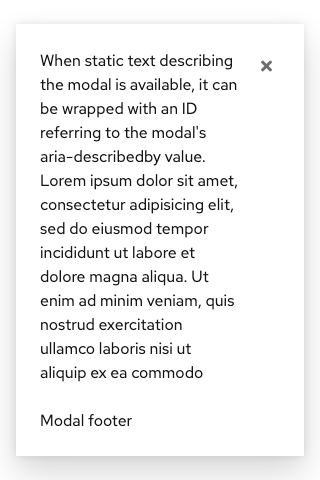 When static text describing
the modal is available, it can
be wrapped with an ID
referring to the modal's
aria-describedby value.
Lorem ipsum dolor sit amet,
consectetur adipisicing elit,
sed do eiusmod tempor
incididunt ut labore et
dolore magna aliqua. Ut
enim ad minim veniam, quis
nostrud exercitation
ullamco laboris nisi ut
aliquip ex ea commodo
Modal footer